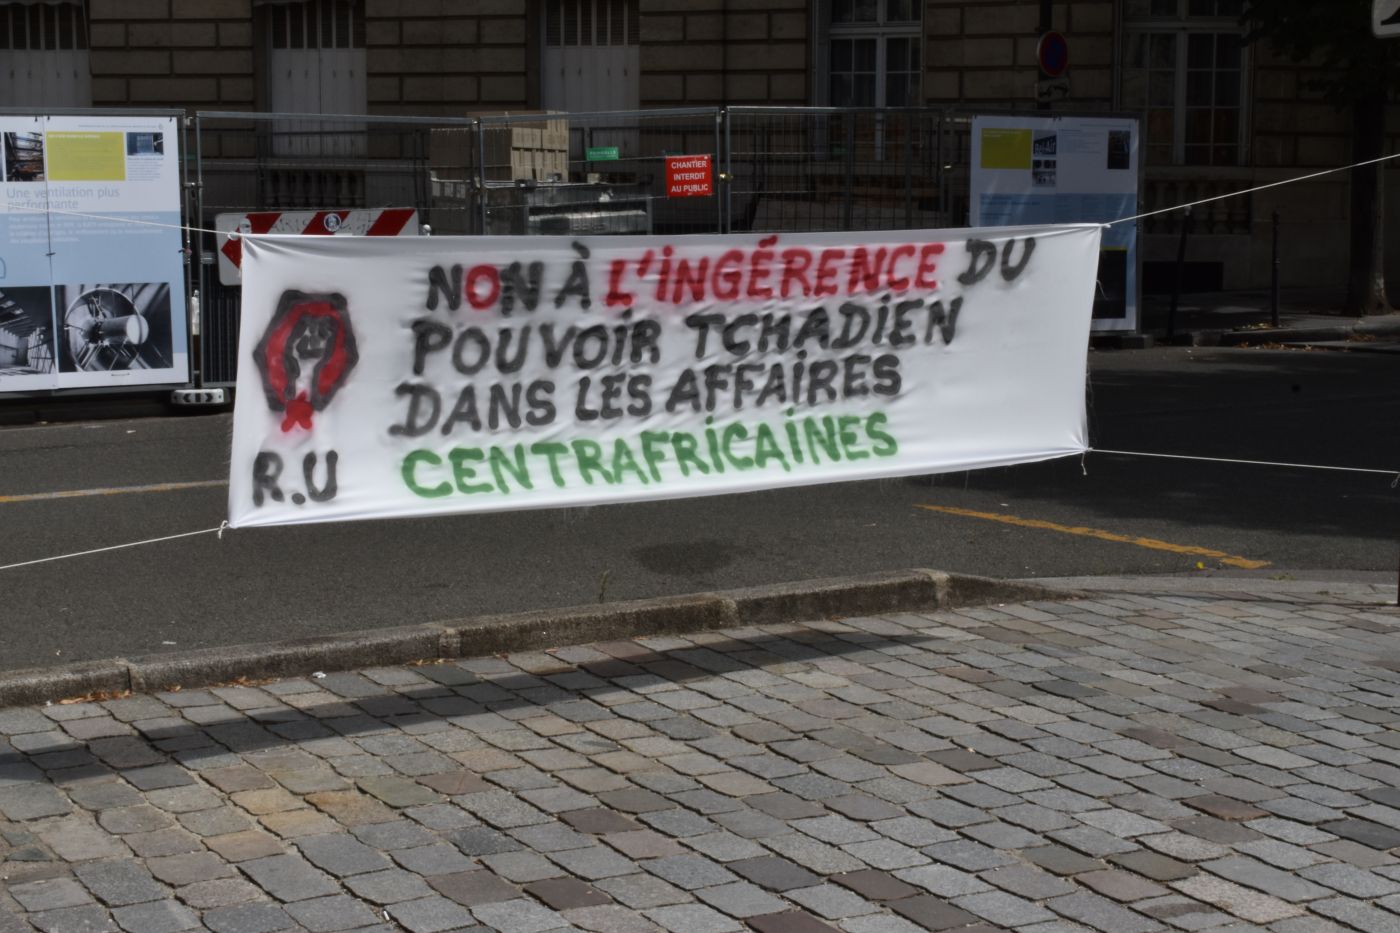 NON À L'INGÉRENCE DU
POUVOIR TCHADIEN
DANS LES AFFAIRES
CENTRAFRICAINES
R.U
CHANTIER
INTERDIT
AU PUBLIC
Une ventilation plus
performante